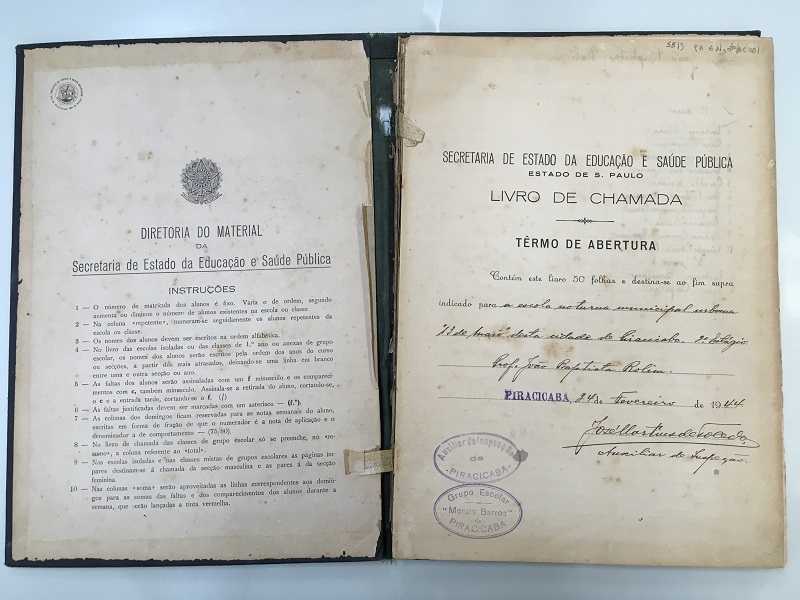 DIRETORIA DO MATERIAL
DA
Secretaria de Estado da Educação e Saúde Pública
INSTRUÇÕES
1 — O número de matrícula dos alunos é fixo. Varia o de ordem, segundo
aumenta ou diminue o número de alunos existentes na escola ou classe
2 — Na coluna «repetente», numeram-se seguidamente os alunos repetentes da
escola ou classe.
3 — Os nomes dos alunos devem ser escritos na ordem alfabética.
4 — No livro das escolas isoladas ou das classes de 1.º ano ou anexas de grupo
escolar, os nomes dos alunos serão escritos pela ordem dos anos do curso
ou secções, a partir dós mais atrasados, deixando-se uma linha em branco
entre uma e outra secção ou ano.
5 — As faltas dos alunos serão assinaladas com um f minusculo e os compareci-
mentos com c, tambem minusculo. Assinala-se a retirada do aluno, cortando-se,
o c e a entrada tarde, cortando-se o f. (f)
6 — As faltas justificadas devem ser marcadas com um asterisco — (f.*).
7 — As colunas dos domingos ficam reservadas para as notas semanais do aluno,
escritas em forma de fração de que o numerador é a nota de aplicação e o
denominador a de comportamento — (75/80).
8 — No livro de chamada das classes de grupo escolar só se preenche, no «re-
sumo», a coluna referente ao «total».
9 — Nas escolas isoladas e nas classes mistas de grupos escolares as páginas ím-
pares destinam-se á chamada da secção masculina e as pares á da secção
feminina.
10 — Nas colunas «soma» serão aproveitadas as linhas correspondentes aos domin-
gos para as somas das faltas e dos comparecimentos dos alunos durante a
semana, que serão lançadas a tinta vermelha.
SECRETARIA DE ESTADO DA EDUCAÇÃO E SAÚDE PÚBLICA
ESTADO DE S. PAULO
LIVRO DE CHAMADA
TÊRMO DE ABERTURA
Contém este livro 50 folhas e destina-se ao fim supra
indicado para a escola noturna municipal urbana
"13 de maio" desta cidade de Piracicaba. 2o Estágio.
Prof. João Baptista Rolim.
PIRACICABA, 24 de Fevereiro de 1944
José Martins de Toledo
Auxiliar de Inspeção.
Auxiliar da Inspecção
de
-PIRACICABA-
Grupo Escolar
"Morais Barros"
de
PIRACICABA